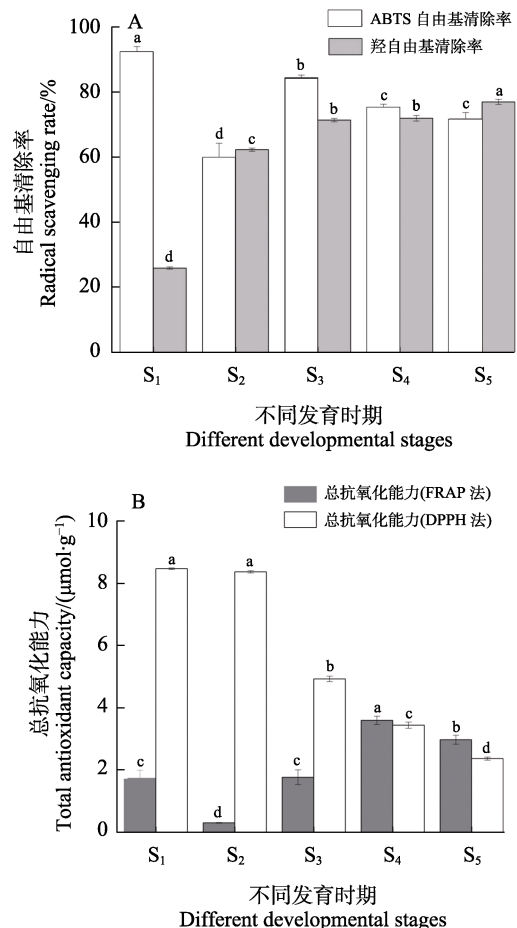 A
ABTS 自由基清除率
羟自由基清除率
自由基清除率
Radical scavenging rate/%
100
80
60
40
20
0
a
d
d
c
b
b
c
b
c
a
S₁ S₂ S₃ S₄ S₅
不同发育时期
Different developmental stages
B
总抗氧化能力(FRAP 法)
总抗氧化能力(DPPH 法)
总抗氧化能力
Total antioxidant capacity/(μmol·g⁻¹)
10
8
6
4
2
0
c
a
d
a
c
b
a
c
b
d
S₁ S₂ S₃ S₄ S₅
不同发育时期
Different developmental stages